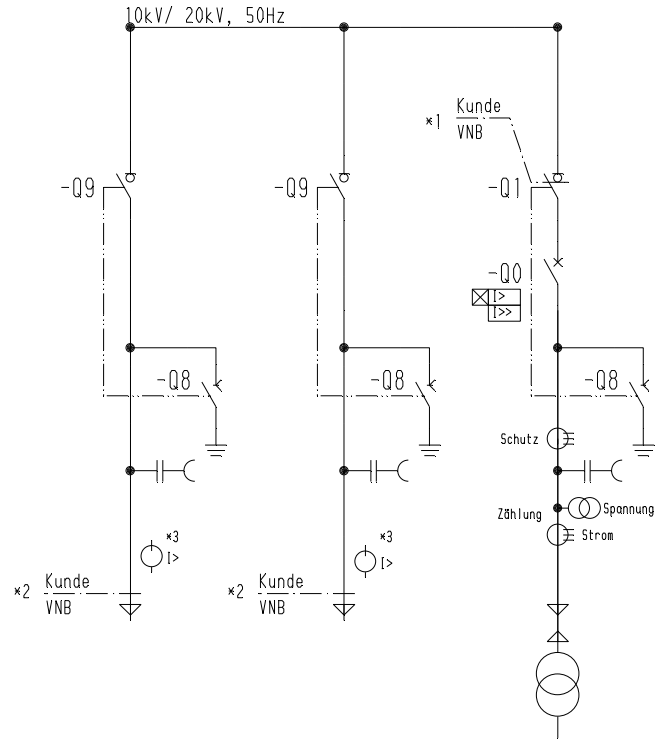 10kV/ 20kV, 50Hz
*1 Kunde
VNB
-Q9
-Q9
-Q1
-Q0
I>
I>>
-Q8
-Q8
-Q8
Schutz
Zählung
Spannung
Strom
*3
I>
*3
I>
*2 Kunde
VNB
*2 Kunde
VNB